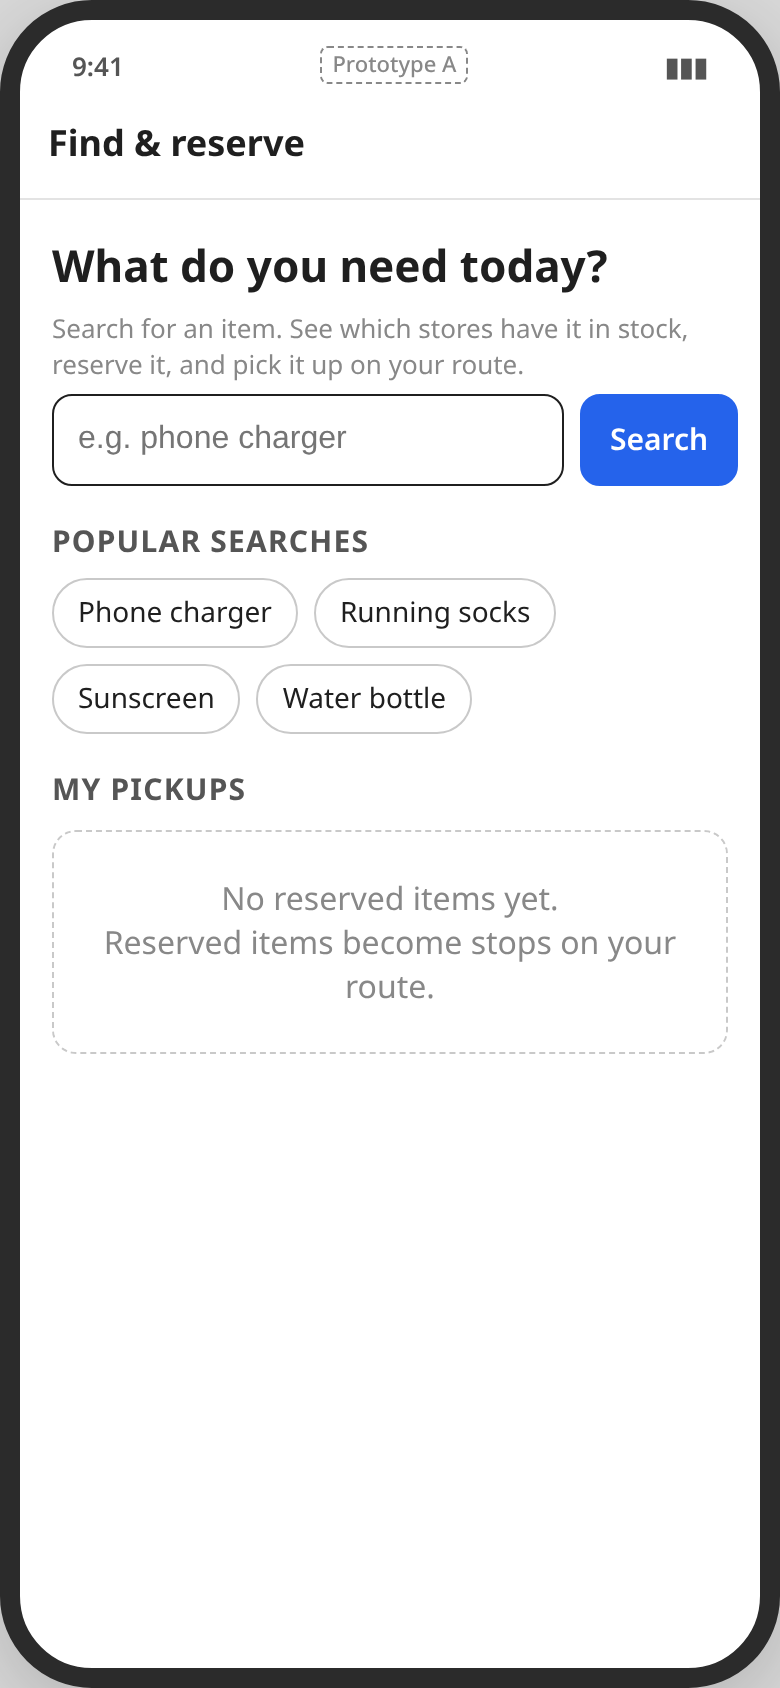 9:41
Prototype A
Find & reserve
What do you need today?
Search for an item. See which stores have it in stock,
reserve it, and pick it up on your route.
e.g. phone charger
Search
POPULAR SEARCHES
Phone charger
Running socks
Sunscreen
Water bottle
MY PICKUPS
No reserved items yet.
Reserved items become stops on your
route.